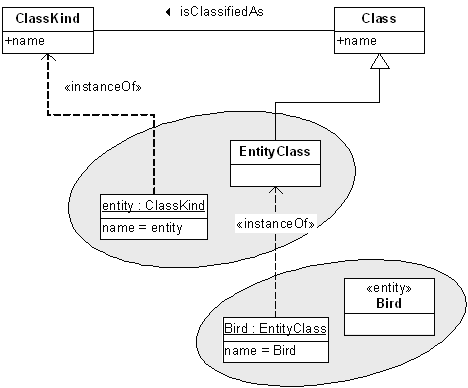 ClassKind
isClassifiedAs
Class
+name
+name
«instanceOf»
EntityClass
entity : ClassKind
name = entity
«instanceOf»
«entity»
Bird
Bird : EntityClass
name = Bird